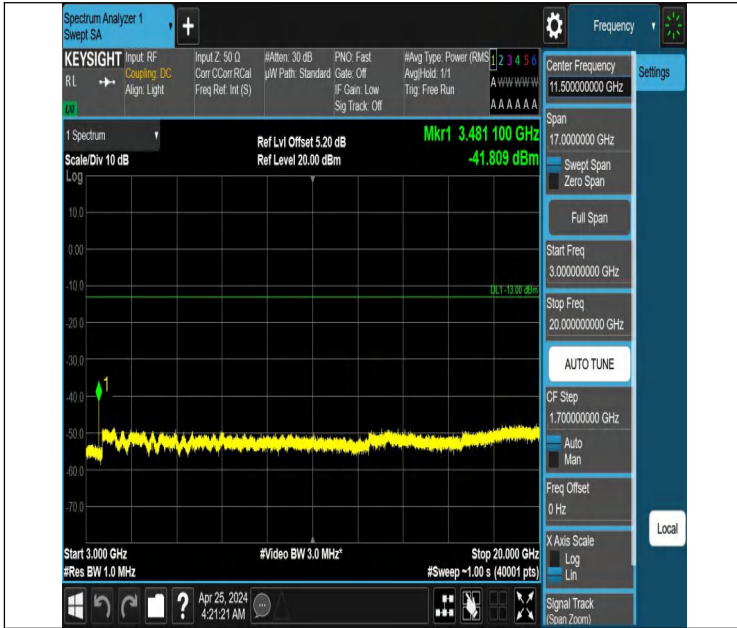 Spectrum Analyzer 1
Swept SA
+
Frequency
KEYSIGHT
RL
Input: RF
Coupling: DC
Align: Light
Input Z: 50 Ω
Corr CCorr RCal
Freq Ref: Int (S)
#Atten: 30 dB
µW Path: Standard
PNO: Fast
Gate: Off
IF Gain: Low
Sig Track: Off
#Avg Type: Power (RMS
Avg|Hold: 1/1
Trig: Free Run
1 2 3 4 5 6
A W W W W W
A A A A A A
1 Spectrum
Scale/Div 10 dB
Ref Lvl Offset 5.20 dB
Ref Level 20.00 dBm
Mkr1 3.481 100 GHz
-41.809 dBm
Log
10.0
0.00
-10.0
DL1 -13.00 dBm
-20.0
-30.0
1
-40.0
-50.0
-60.0
-70.0
Start 3.000 GHz
#Video BW 3.0 MHz*
Stop 20.000 GHz
#Res BW 1.0 MHz
#Sweep ~1.00 s (40001 pts)
?
Apr 25, 2024
4:21:21 AM
Center Frequency
11.500000000 GHz
Settings
Span
17.0000000 GHz
Swept Span
Zero Span
Full Span
Start Freq
3.000000000 GHz
Stop Freq
20.000000000 GHz
AUTO TUNE
CF Step
1.700000000 GHz
Auto
Man
Freq Offset
0 Hz
X Axis Scale
Log
Lin
Local
Signal Track
(Span Zoom)